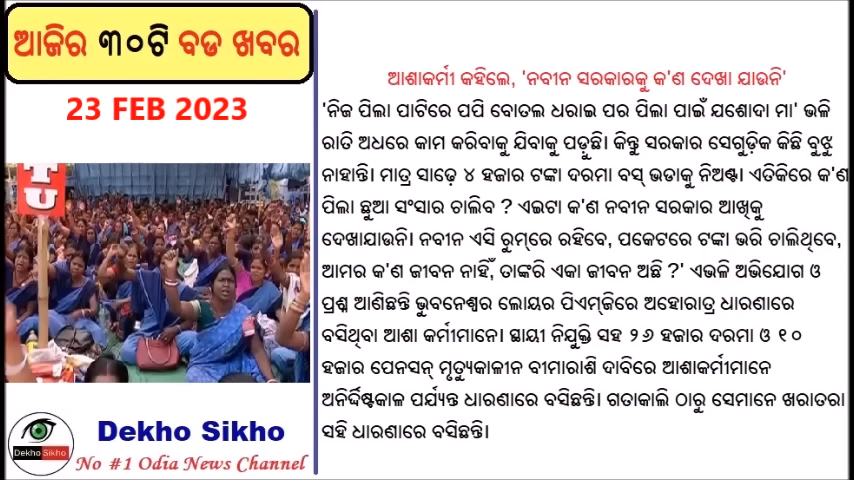 ଆଜିର ୩୦ଟି ବଡ ଖବର
23 FEB 2023
TU
Dekho Sikho
Dekho Sikho
No #1 Odia News Channel
ଆଶାକର୍ମୀ କହିଲେ, 'ନବୀନ ସରକାରକୁ କ'ଣ ଦେଖା ଯାଉନି'
'ନିଜ ପିଲା ପାଟିରେ ପପି ବୋତଲ ଧରାଇ ପର ପିଲା ପାଇଁ ଯଶୋଦା ମା' ଭଳି
ରାତି ଅଧରେ କାମ କରିବାକୁ ଯିବାକୁ ପଡ଼ୁଛି। କିନ୍ତୁ ସରକାର ସେଗୁଡ଼ିକ କିଛି ବୁଝୁ
ନାହାନ୍ତି। ମାତ୍ର ସାଢ଼େ ୪ ହଜାର ଟଙ୍କା ଦରମା ବସ୍ ଭଡାକୁ ନିଅଣ୍ଟ। ଏତିକିରେ କ'ଣ
ପିଲା ଛୁଆ ସଂସାର ଚାଲିବ ? ଏଇଟା କ'ଣ ନବୀନ ସରକାର ଆଖିକୁ
ଦେଖାଯାଉନି। ନବୀନ ଏସି ରୁମ୍‌ରେ ରହିବେ, ପକେଟରେ ଟଙ୍କା ଭରି ଚାଲିଥିବେ,
ଆମର କ'ଣ ଜୀବନ ନାହିଁ, ତାଙ୍କରି ଏକା ଜୀବନ ଅଛି ?' ଏଭଳି ଅଭିଯୋଗ ଓ
ପ୍ରଶ୍ନ ଆଣିଛନ୍ତି ଭୁବନେଶ୍ୱର ଲୋୟର ପିଏମ୍‌ଜିରେ ଅହୋରାତ୍ର ଧାରଣାରେ
ବସିଥିବା ଆଶା କର୍ମୀମାନେ। ସ୍ଥାୟୀ ନିଯୁକ୍ତି ସହ ୨୬ ହଜାର ଦରମା ଓ ୧୦
ହଜାର ପେନସନ୍ ମୃତ୍ୟୁକାଳୀନ ବୀମାରାଶି ଦାବିରେ ଆଶାକର୍ମୀମାନେ
ଅନିର୍ଦ୍ଦିଷ୍ଟକାଳ ପର୍ଯ୍ୟନ୍ତ ଧାରଣାରେ ବସିଛନ୍ତି। ଗତାକାଲି ଠାରୁ ସେମାନେ ଖରାତରା
ସହି ଧାରଣାରେ ବସିଛନ୍ତି।